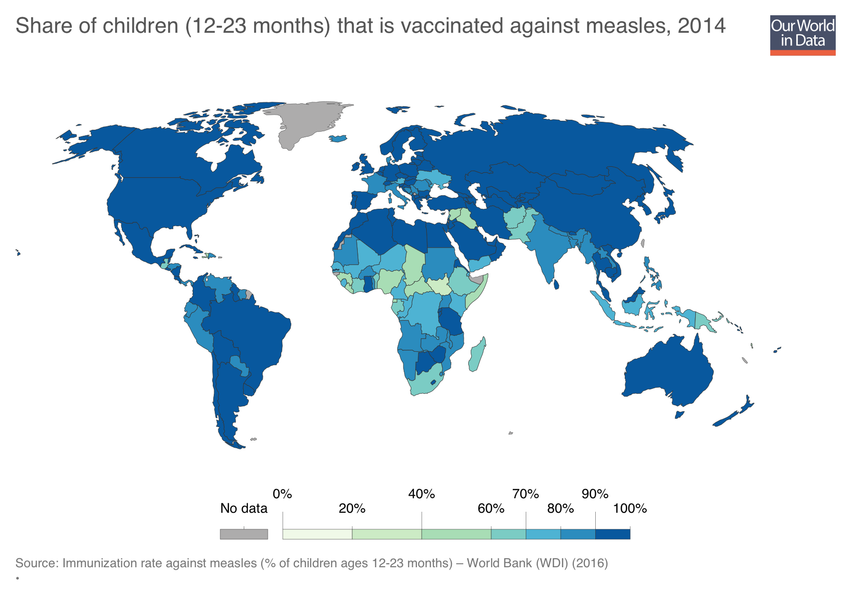 Share of children (12-23 months) that is vaccinated against measles, 2014
Our World
in Data
0% 40% 70% 90%
No data 20% 60% 80% 100%
Source: Immunization rate against measles (% of children ages 12-23 months) – World Bank (WDI) (2016)